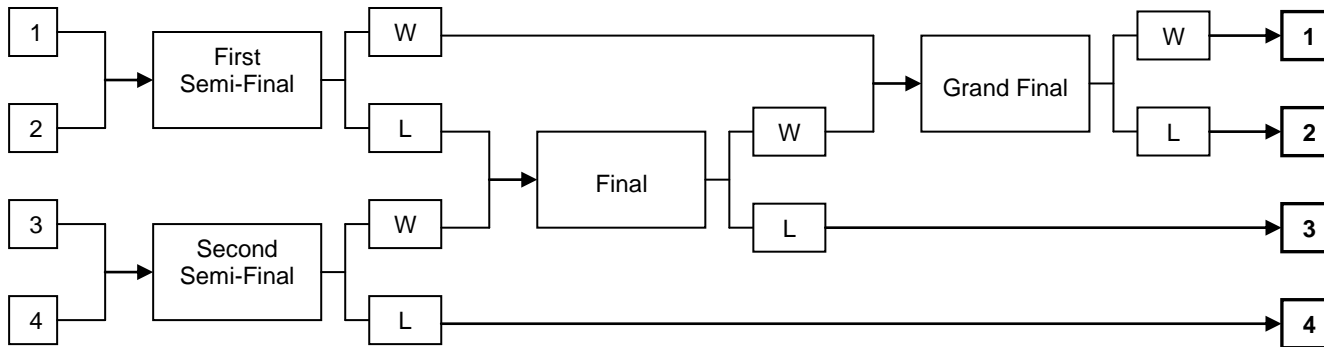 1
2
3
4
First
Semi-Final
Second
Semi-Final
W
L
W
L
Final
W
L
Grand Final
W
L
1
2
3
4